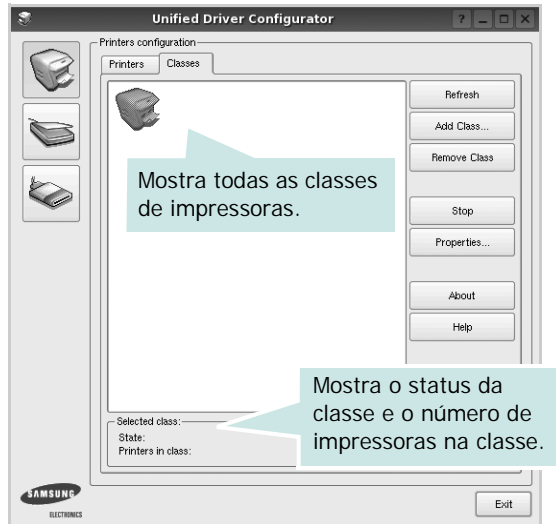 Unified Driver Configurator
Printers configuration
Printers Classes
Refresh
Add Class...
Remove Class
Mostra todas as classes
de impressoras.
Stop
Properties...
About
Help
Mostra o status da
classe e o número de
impressoras na classe.
Selected class:
State:
Printers in class:
SAMSUNG
ELECTRONICS
Exit